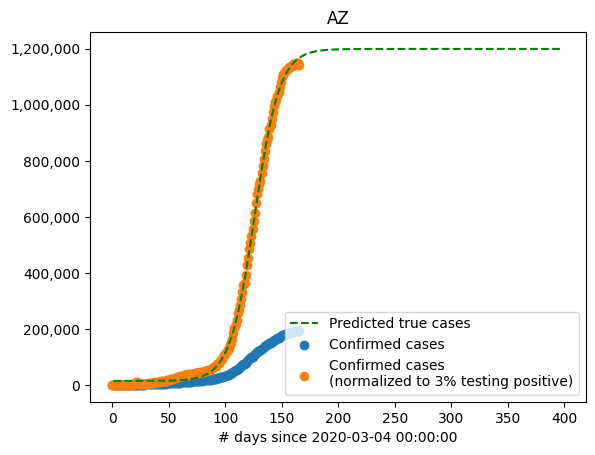 AZ
1,200,000
1,000,000
800,000
600,000
400,000
200,000
0
Predicted true cases
Confirmed cases
Confirmed cases
(normalized to 3% testing positive)
0 50 100 150 200 250 300 350 400
# days since 2020-03-04 00:00:00